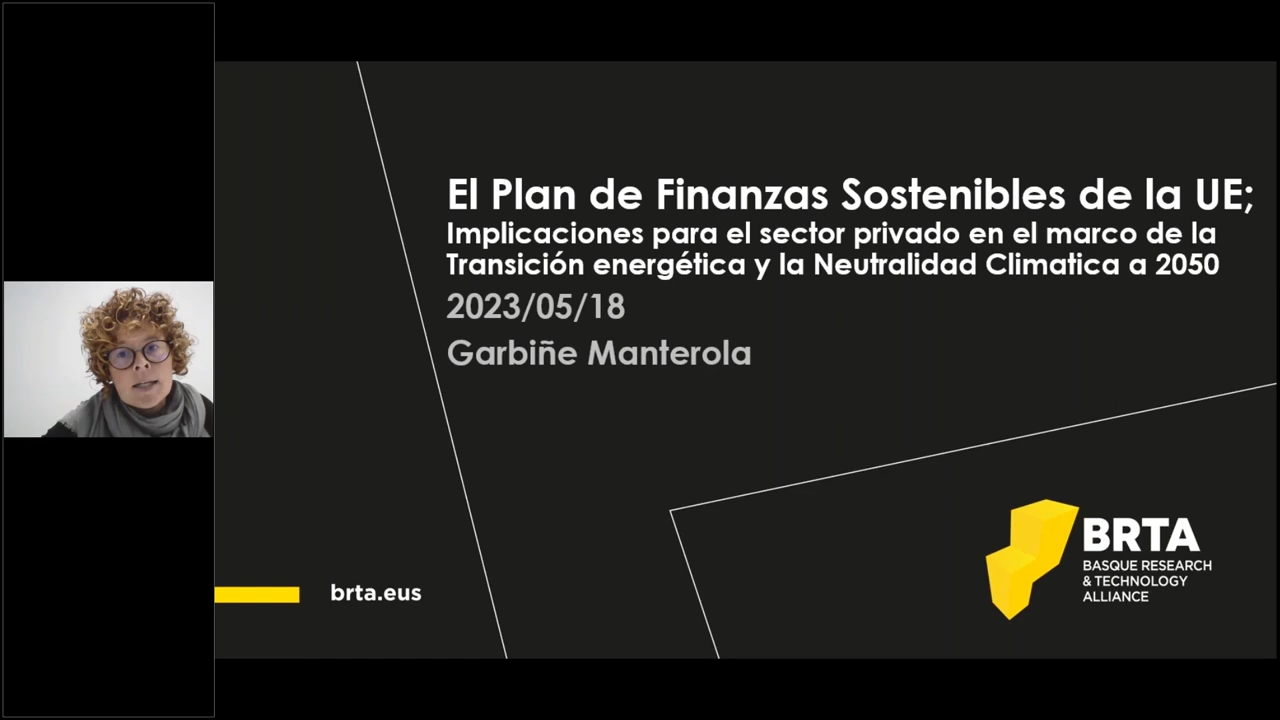 El Plan de Finanzas Sostenibles de la UE;
Implicaciones para el sector privado en el marco de la
Transición energética y la Neutralidad Climatica a 2050
2023/05/18
Garbiñe Manterola
brta.eus
BRTA
BASQUE RESEARCH
& TECHNOLOGY
ALLIANCE